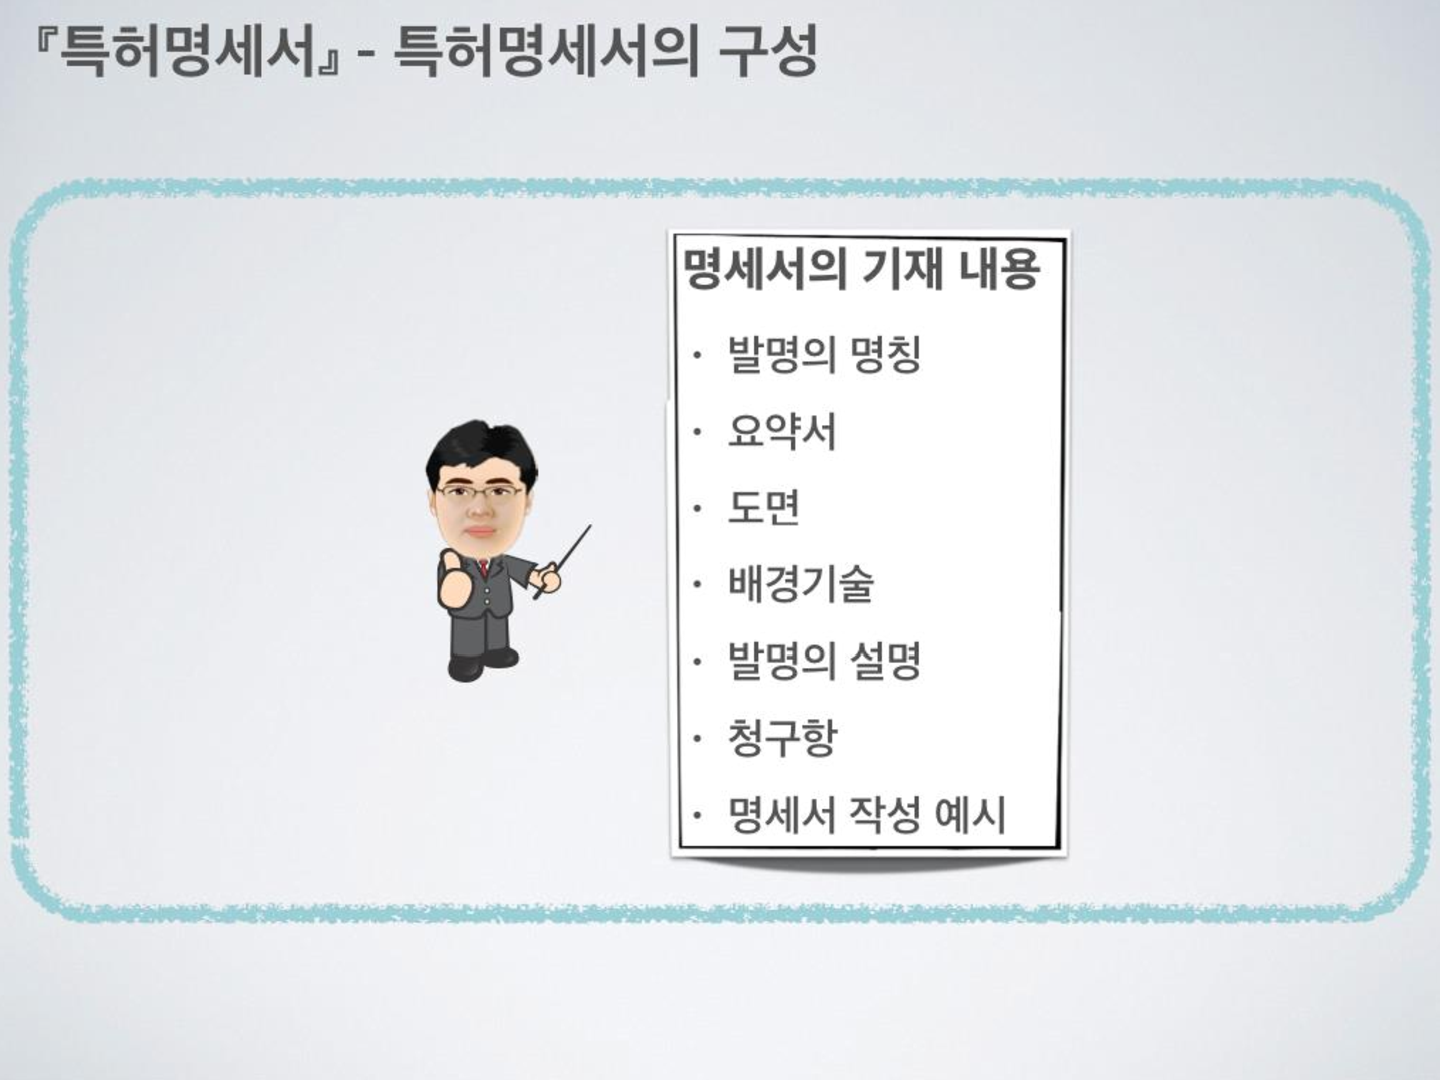 『특허명세서』 - 특허명세서의 구성
명세서의 기재 내용
• 발명의 명칭
• 요약서
• 도면
• 배경기술
• 발명의 설명
• 청구항
• 명세서 작성 예시